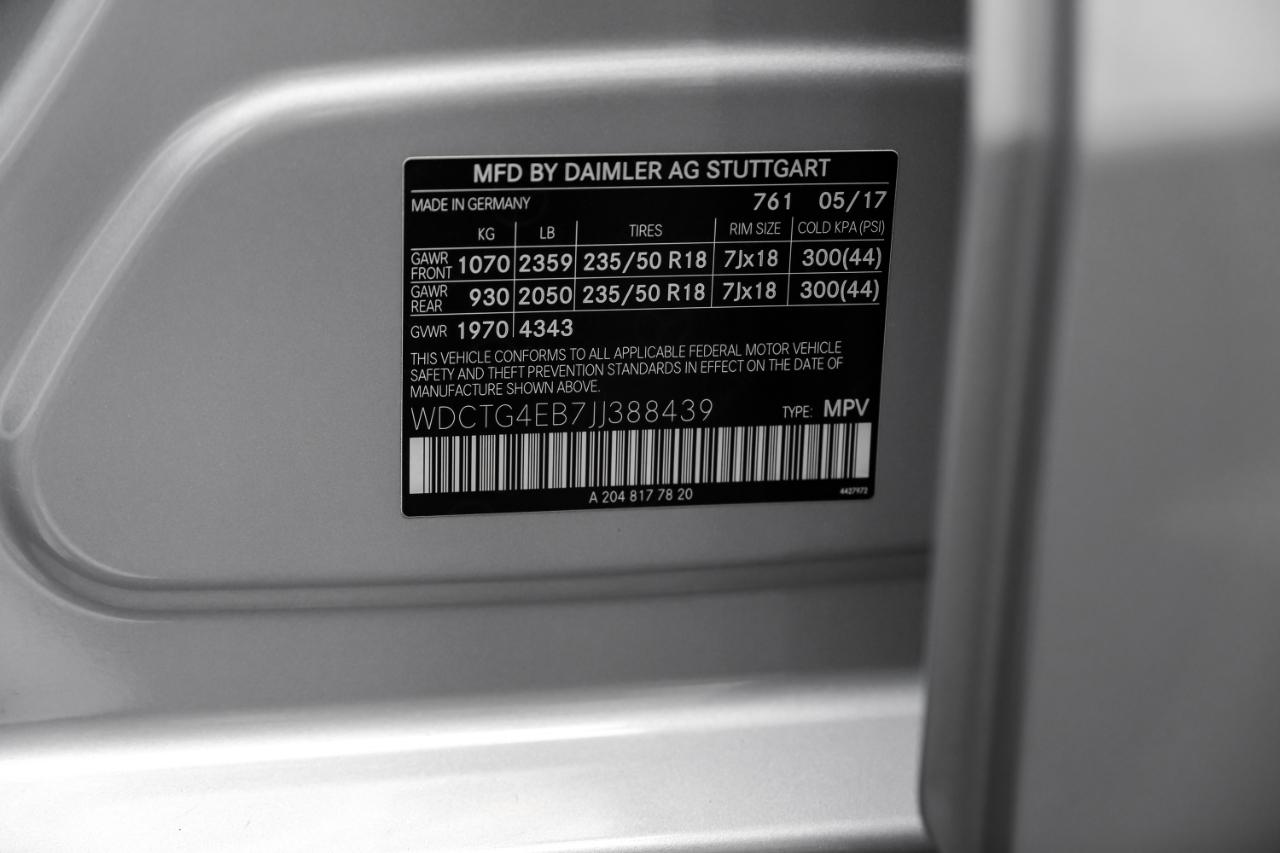 MFD BY DAIMLER AG STUTTGART
MADE IN GERMANY 761 05/17
KG LB TIRES RIM SIZE COLD KPA(PSI)
GAWR FRONT 1070 2359 235/50 R18 7Jx18 300(44)
GAWR REAR 930 2050 235/50 R18 7Jx18 300(44)
GVWR 1970 4343
THIS VEHICLE CONFORMS TO ALL APPLICABLE FEDERAL MOTOR VEHICLE
SAFETY AND THEFT PREVENTION STANDARDS IN EFFECT ON THE DATE OF
MANUFACTURE SHOWN ABOVE.
WDCTG4EB7JJ388439 TYPE: MPV
A 204 817 78 20 4427972